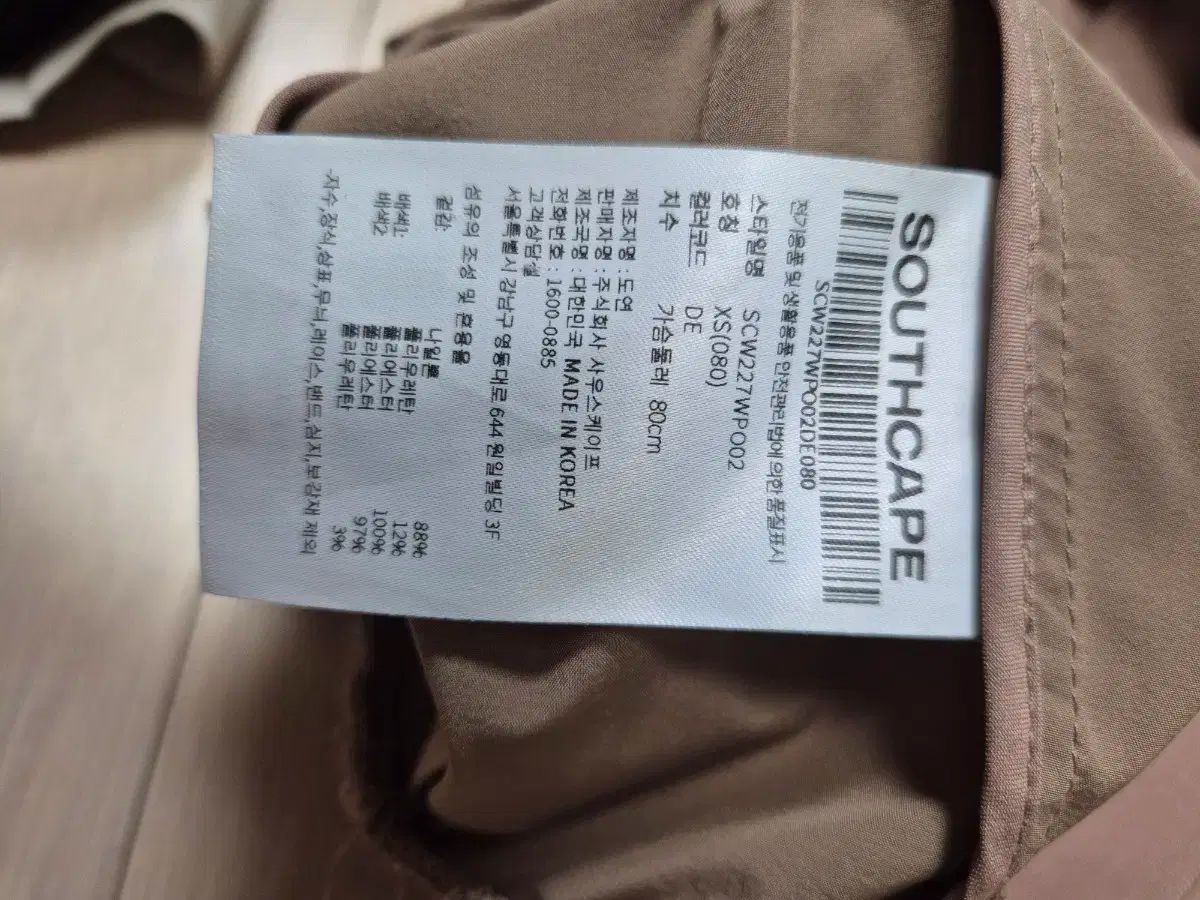 SOUTHCAPE
SCW227WPO02DE080
전기용품 및 생활용품 안전관리법에 의한 품질표시
스타일명 SCW227WPO02
호칭 XS(080)
컬러코드 DE
치수 가슴둘레 80cm
제조자명 : 도연
판매자명 : 주식회사 사우스케이프
제조국명 : 대한민국 MADE IN KOREA
전화번호 : 1600-0885
고객상담실
서울특별시 강남구 영동대로 644 원일빌딩 3F
섬유의 조성 및 혼용율
겉감 나일론 88%
폴리우레탄 12%
배색1 폴리에스터 100%
배색2 폴리에스터 97%
폴리우레탄 3%
자수,장식,상표,무늬,레이스,밴드,심지,보강재 제외